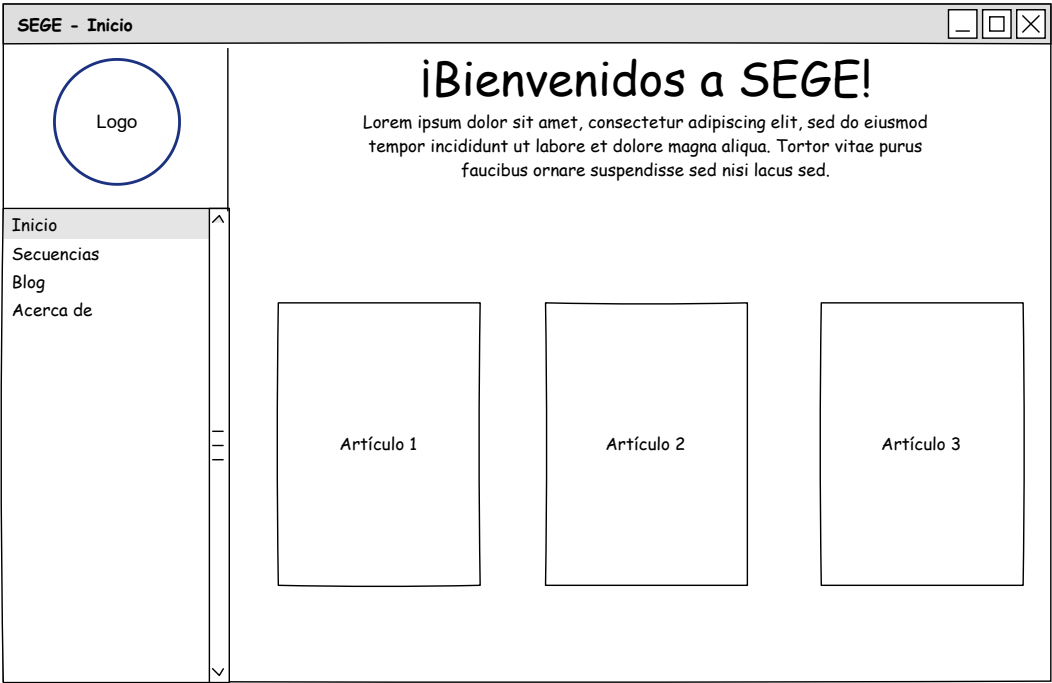 SEGE - Inicio
Logo
¡Bienvenidos a SEGE!
Lorem ipsum dolor sit amet, consectetur adipiscing elit, sed do eiusmod
tempor incididunt ut labore et dolore magna aliqua. Tortor vitae purus
faucibus ornare suspendisse sed nisi lacus sed.
Inicio
Secuencias
Blog
Acerca de
Artículo 1
Artículo 2
Artículo 3